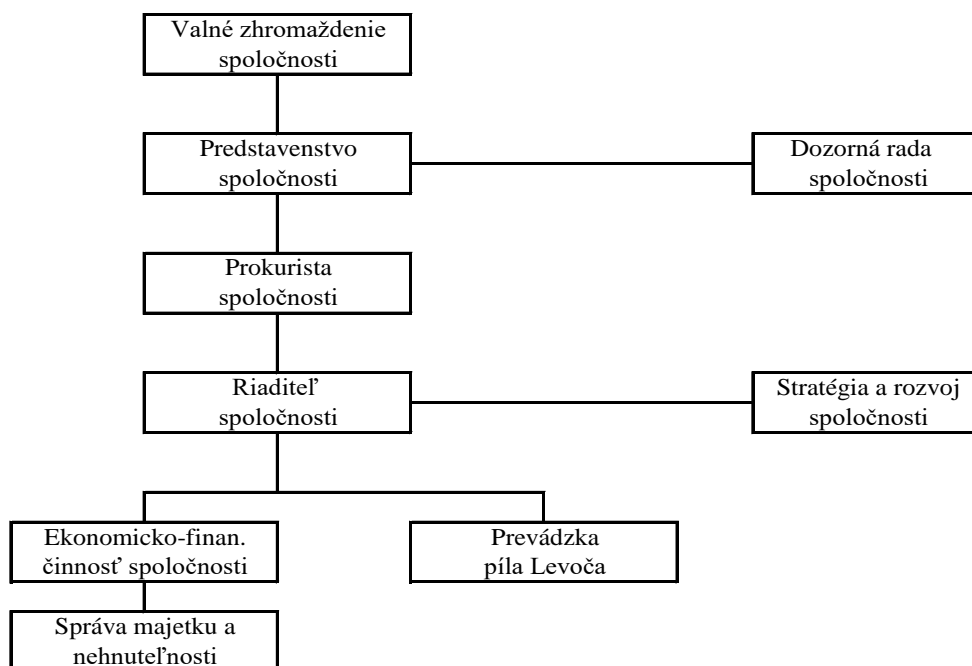 Valné zhromaždenie
spoločnosti
Predstavenstvo
spoločnosti
Dozorná rada
spoločnosti
Prokurista
spoločnosti
Riaditeľ
spoločnosti
Stratégia a rozvoj
spoločnosti
Ekonomicko-finan.
činnosť spoločnosti
Prevádzka
píla Levoča
Správa majetku a
nehnuteľnosti